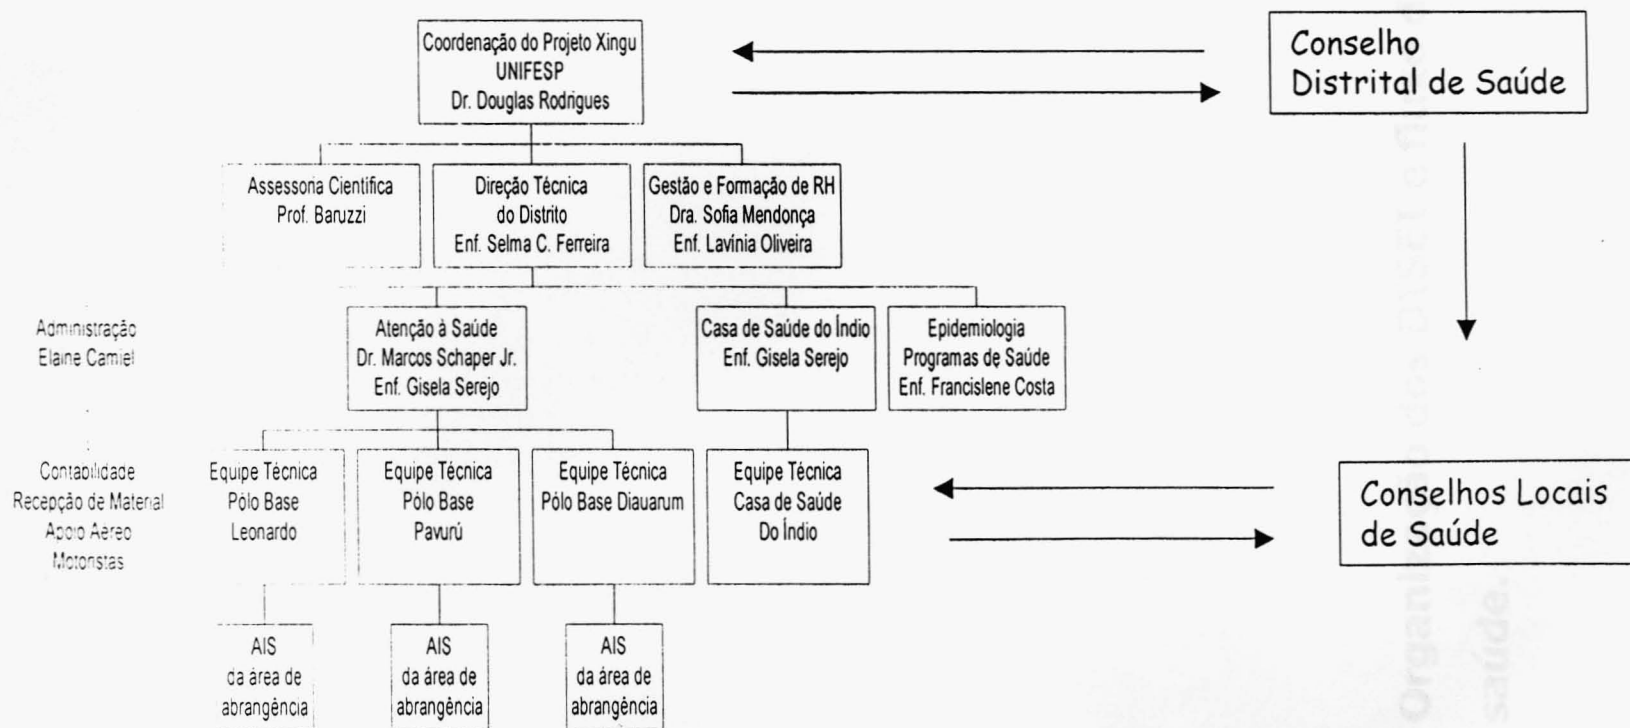 Coordenação do Projeto Xingu
UNIFESP
Dr. Douglas Rodrigues
Conselho
Distrital de Saúde
Assessoria Científica
Prof. Baruzzi
Direção Técnica
do Distrito
Enf. Selma C. Ferreira
Gestão e Formação de RH
Dra. Sofia Mendonça
Enf. Lavínia Oliveira
Administração
Elaine Camiel
Atenção à Saúde
Dr. Marcos Schaper Jr.
Enf. Gisela Serejo
Casa de Saúde do Índio
Enf. Gisela Serejo
Epidemiologia
Programas de Saúde
Enf. Francislene Costa
Contabilidade
Recepção de Material
Apoio Aéreo
Motoristas
Equipe Técnica
Pólo Base
Leonardo
Equipe Técnica
Pólo Base
Pavurú
Equipe Técnica
Pólo Base Diauarum
Equipe Técnica
Casa de Saúde
Do Índio
Conselhos Locais
de Saúde
AIS
da área de
abrangência
AIS
da área de
abrangência
AIS
da área de
abrangência
saúde.